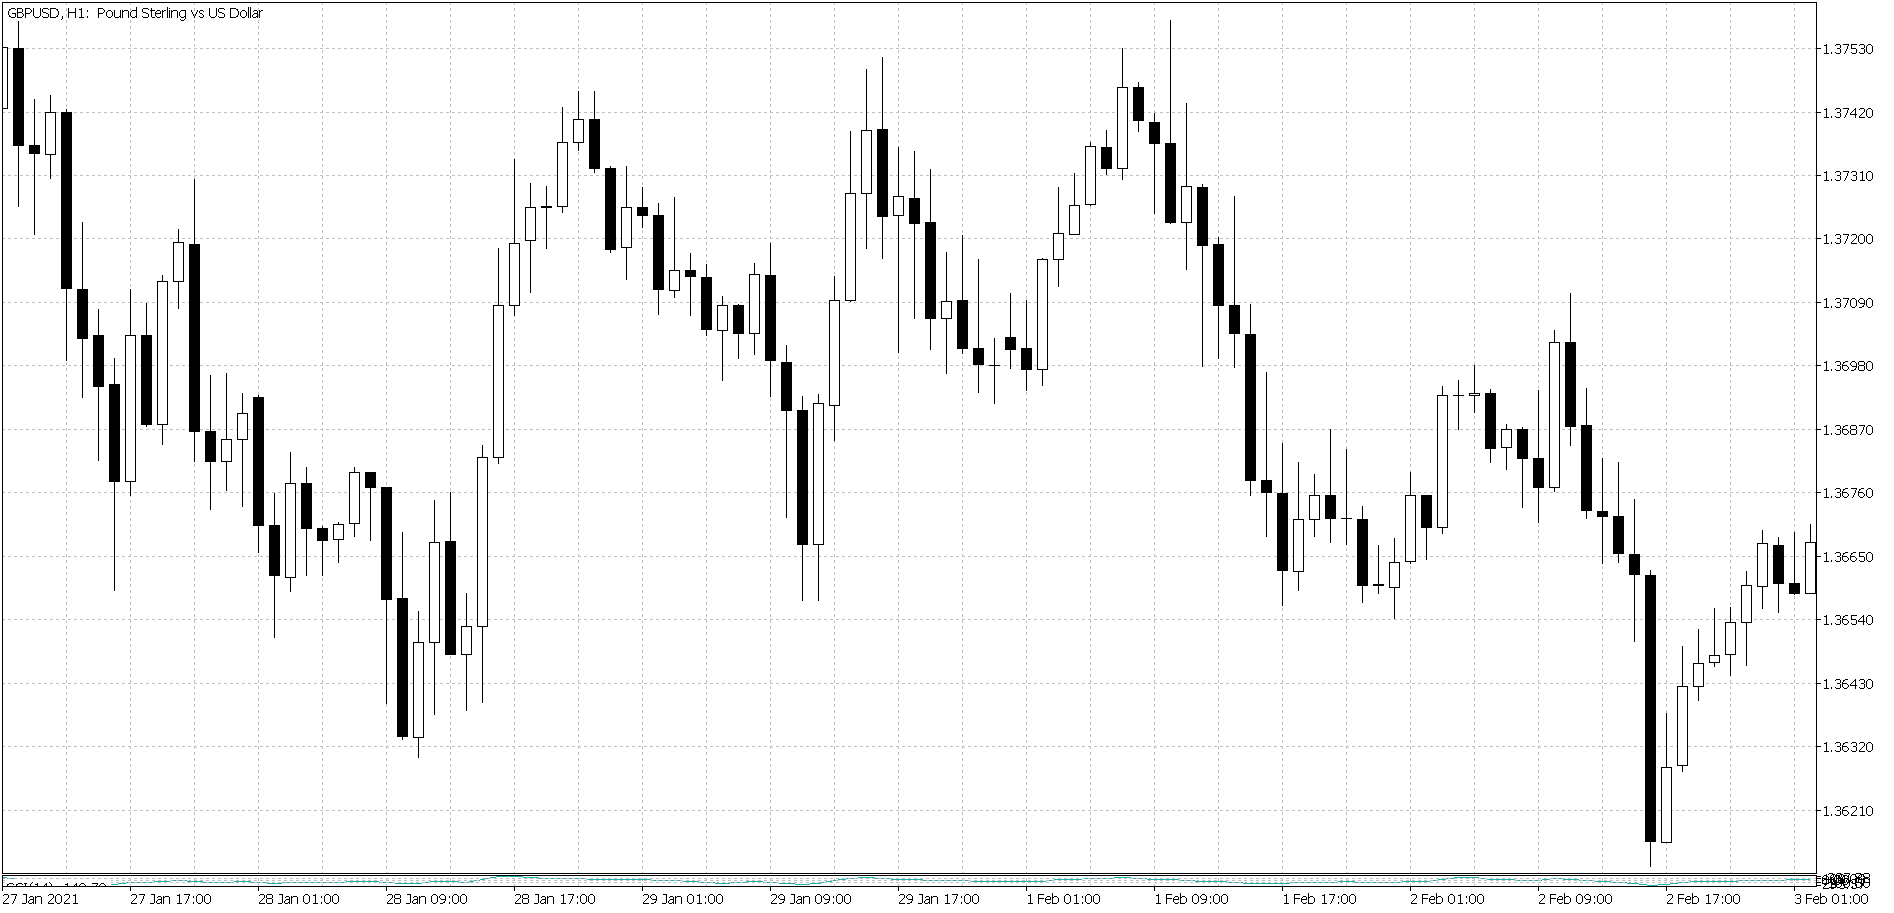 GBPUSD, H1: Pound Sterling vs US Dollar
1.37530
1.37420
1.37310
1.37200
1.37090
1.36980
1.36870
1.36760
1.36650
1.36540
1.36430
1.36320
1.36210
27 Jan 2021
27 Jan 17:00
28 Jan 01:00
28 Jan 09:00
28 Jan 17:00
29 Jan 01:00
29 Jan 09:00
29 Jan 17:00
1 Feb 01:00
1 Feb 09:00
1 Feb 17:00
2 Feb 01:00
2 Feb 09:00
2 Feb 17:00
3 Feb 01:00